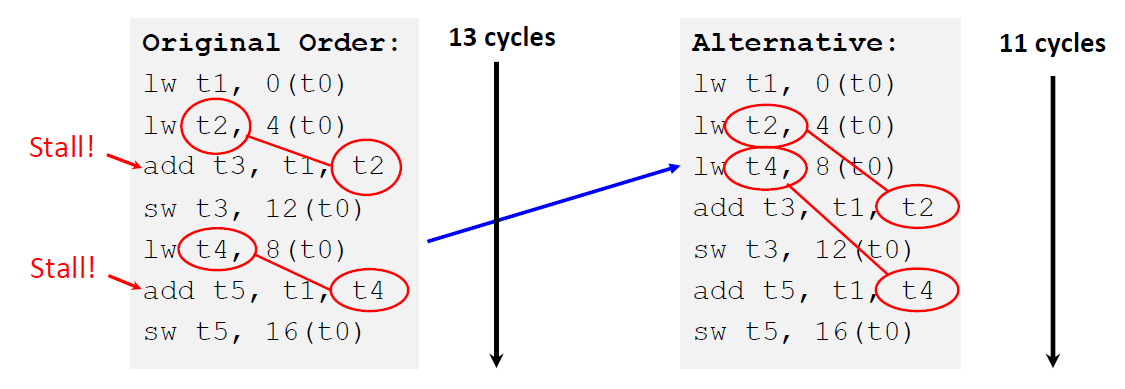 Original Order:
lw t1, 0(t0)
lw t2, 4(t0)
add t3, t1, t2
sw t3, 12(t0)
lw t4, 8(t0)
add t5, t1, t4
sw t5, 16(t0)
Stall!
Stall!
13 cycles
Alternative:
lw t1, 0(t0)
lw t2, 4(t0)
lw t4, 8(t0)
add t3, t1, t2
sw t3, 12(t0)
add t5, t1, t4
sw t5, 16(t0)
11 cycles